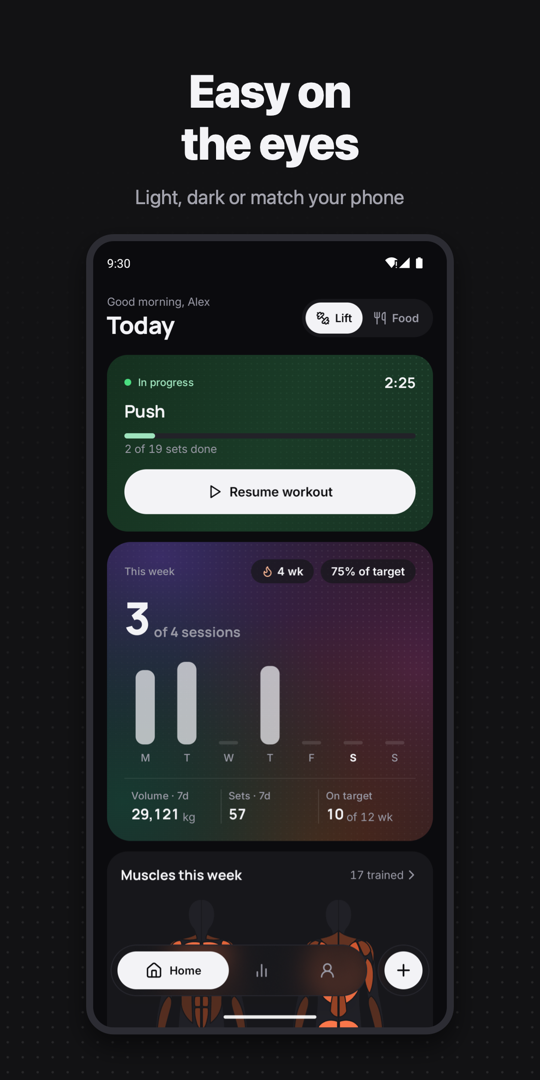 Easy on
the eyes
Light, dark or match your phone
9:30
Good morning, Alex
Today
Lift
Food
In progress
2:25
Push
2 of 19 sets done
Resume workout
This week
4 wk
75% of target
3 of 4 sessions
M T W T F S S
Volume · 7d
29,121 kg
Sets · 7d
57
On target
10 of 12 wk
Muscles this week
17 trained
Home